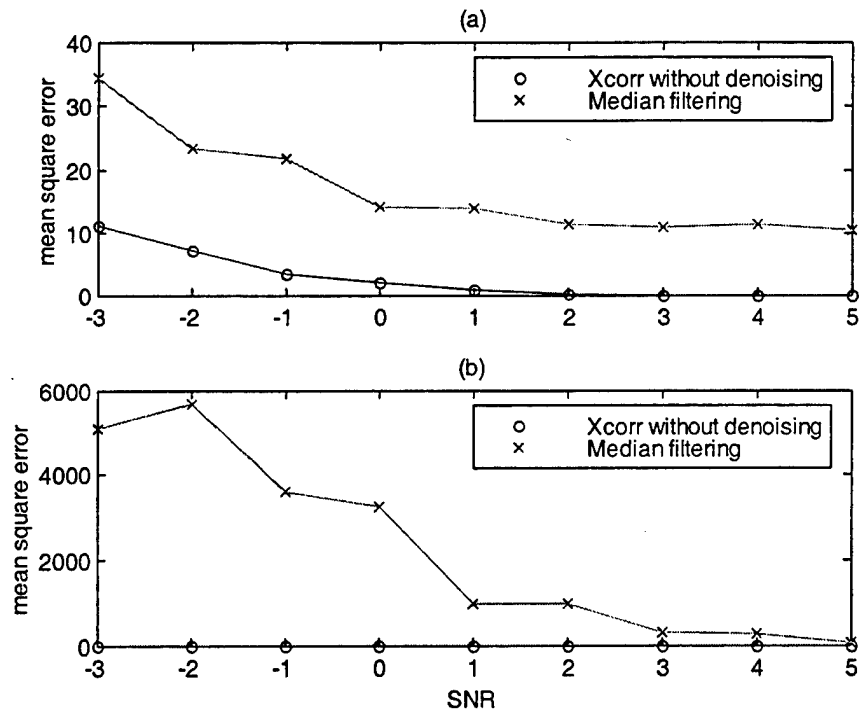 (a)
40
30
20
10
0
mean square error
Xcorr without denoising
Median filtering
-3 -2 -1 0 1 2 3 4 5
(b)
6000
4000
2000
0
mean square error
Xcorr without denoising
Median filtering
-3 -2 -1 0 1 2 3 4 5
SNR